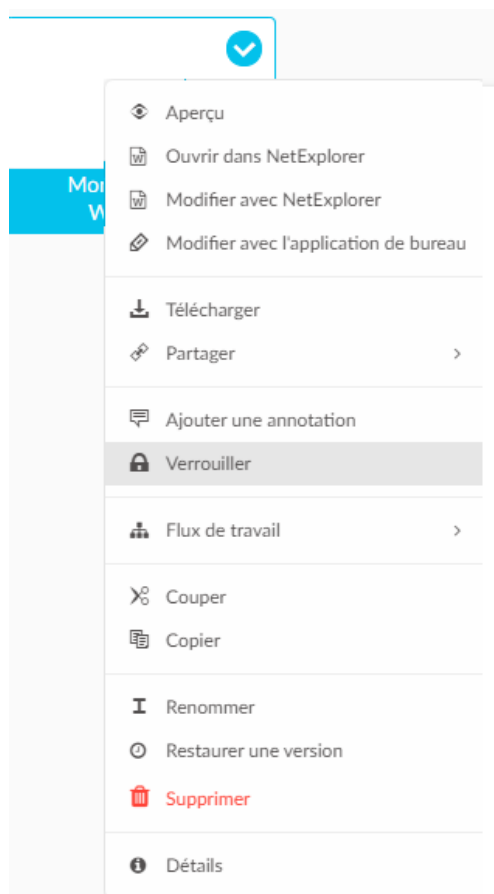 Aperçu
Ouvrir dans NetExplorer
Modifier avec NetExplorer
Modifier avec l'application de bureau
Télécharger
Partager
Ajouter une annotation
Verrouiller
Flux de travail
Couper
Copier
Renommer
Restaurer une version
Supprimer
Détails